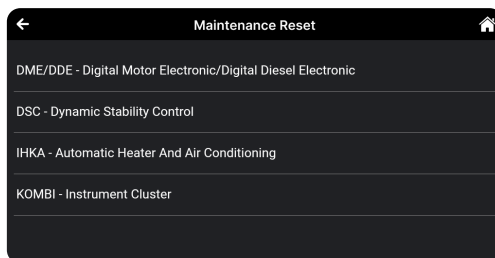 Maintenance Reset
DME/DDE - Digital Motor Electronic/Digital Diesel Electronic
DSC - Dynamic Stability Control
IHKA - Automatic Heater And Air Conditioning
KOMBI - Instrument Cluster